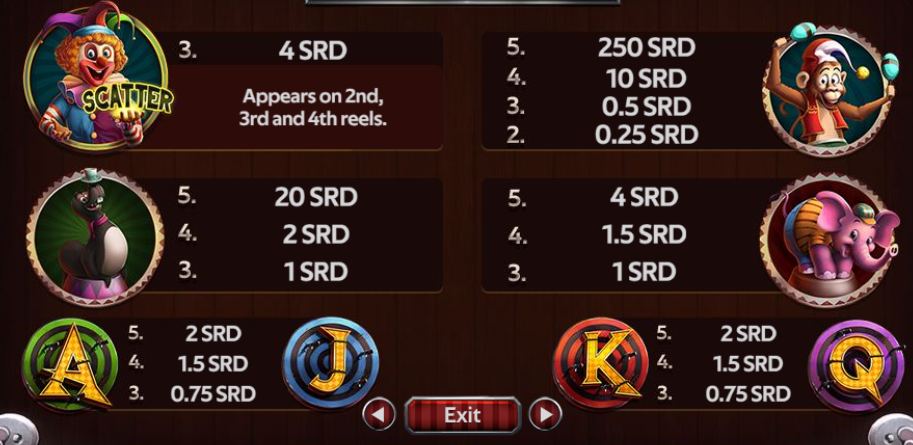 SCATTER
3. 4 SRD
Appears on 2nd,
3rd and 4th reels.
5. 250 SRD
4. 10 SRD
3. 0.5 SRD
2. 0.25 SRD
5. 20 SRD
4. 2 SRD
3. 1 SRD
5. 4 SRD
4. 1.5 SRD
3. 1 SRD
A
5. 2 SRD
4. 1.5 SRD
3. 0.75 SRD
J
K
5. 2 SRD
4. 1.5 SRD
3. 0.75 SRD
Q
Exit